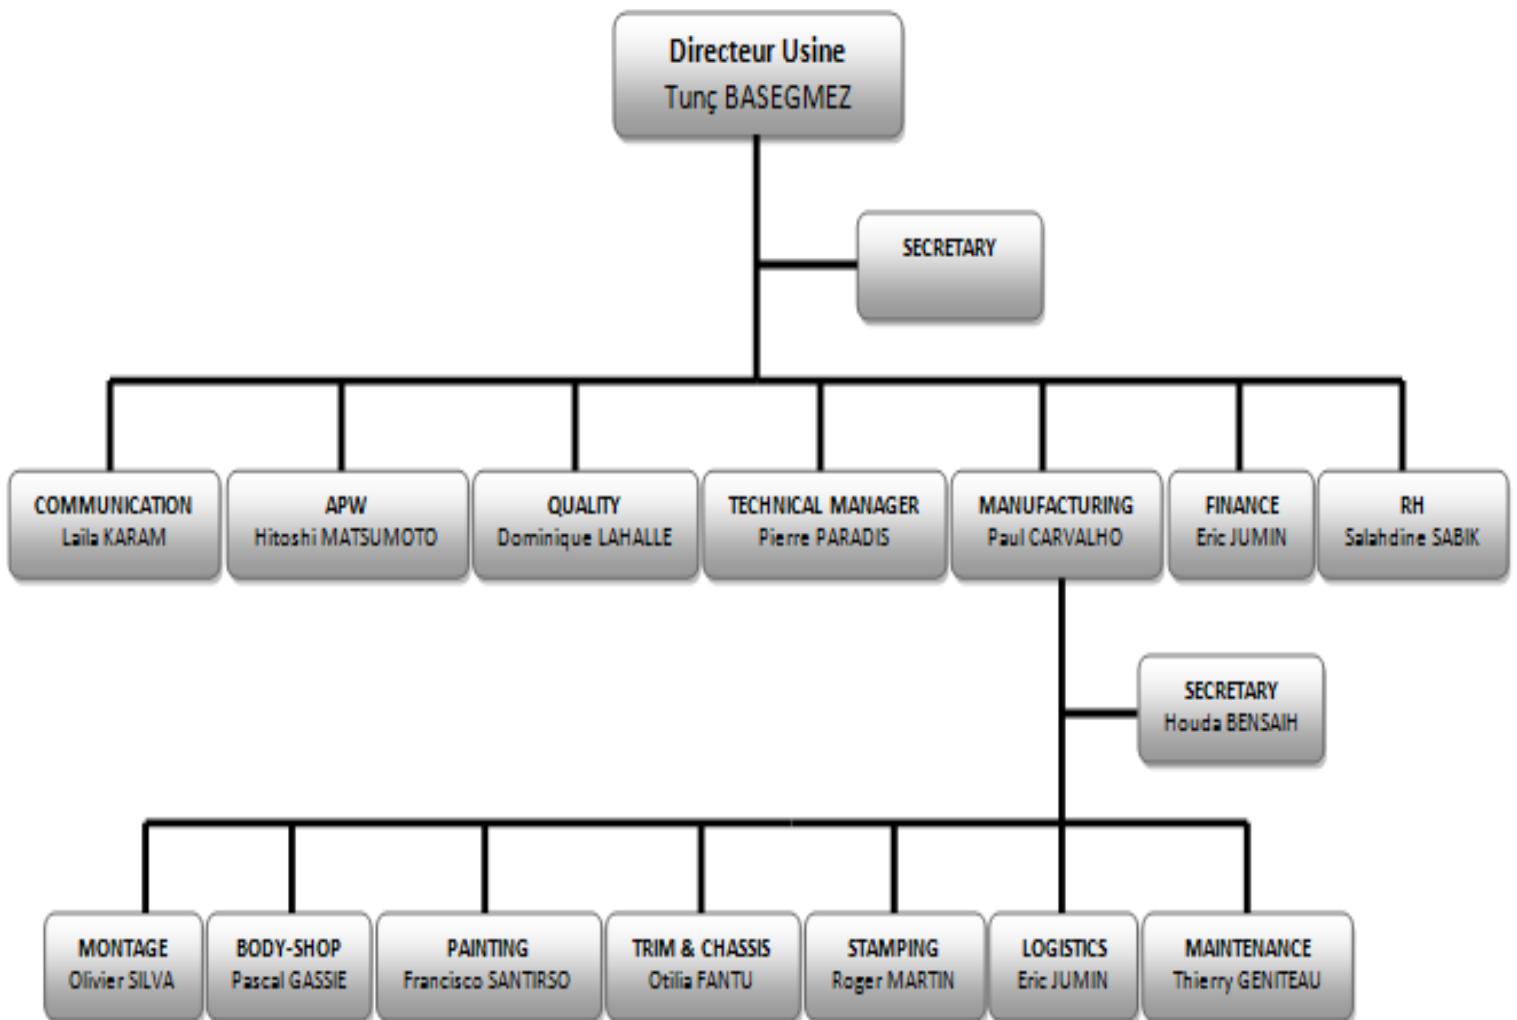 Directeur Usine
Tunç BASEGMEZ
SECRETARY
COMMUNICATION
Laila KARAM
APW
Hitoshi MATSUMOTO
QUALITY
Dominique LAHALLE
TECHNICAL MANAGER
Pierre PARADIS
MANUFACTURING
Paul CARVALHO
FINANCE
Eric JUMIN
RH
Salahdine SABIK
SECRETARY
Houda BENSAIH
MONTAGE
Olivier SILVA
BODY-SHOP
Pascal GASSIE
PAINTING
Francisco SANTIRSO
TRIM & CHASSIS
Otilia FANTU
STAMPING
Roger MARTIN
LOGISTICS
Eric JUMIN
MAINTENANCE
Thierry GENITEAU